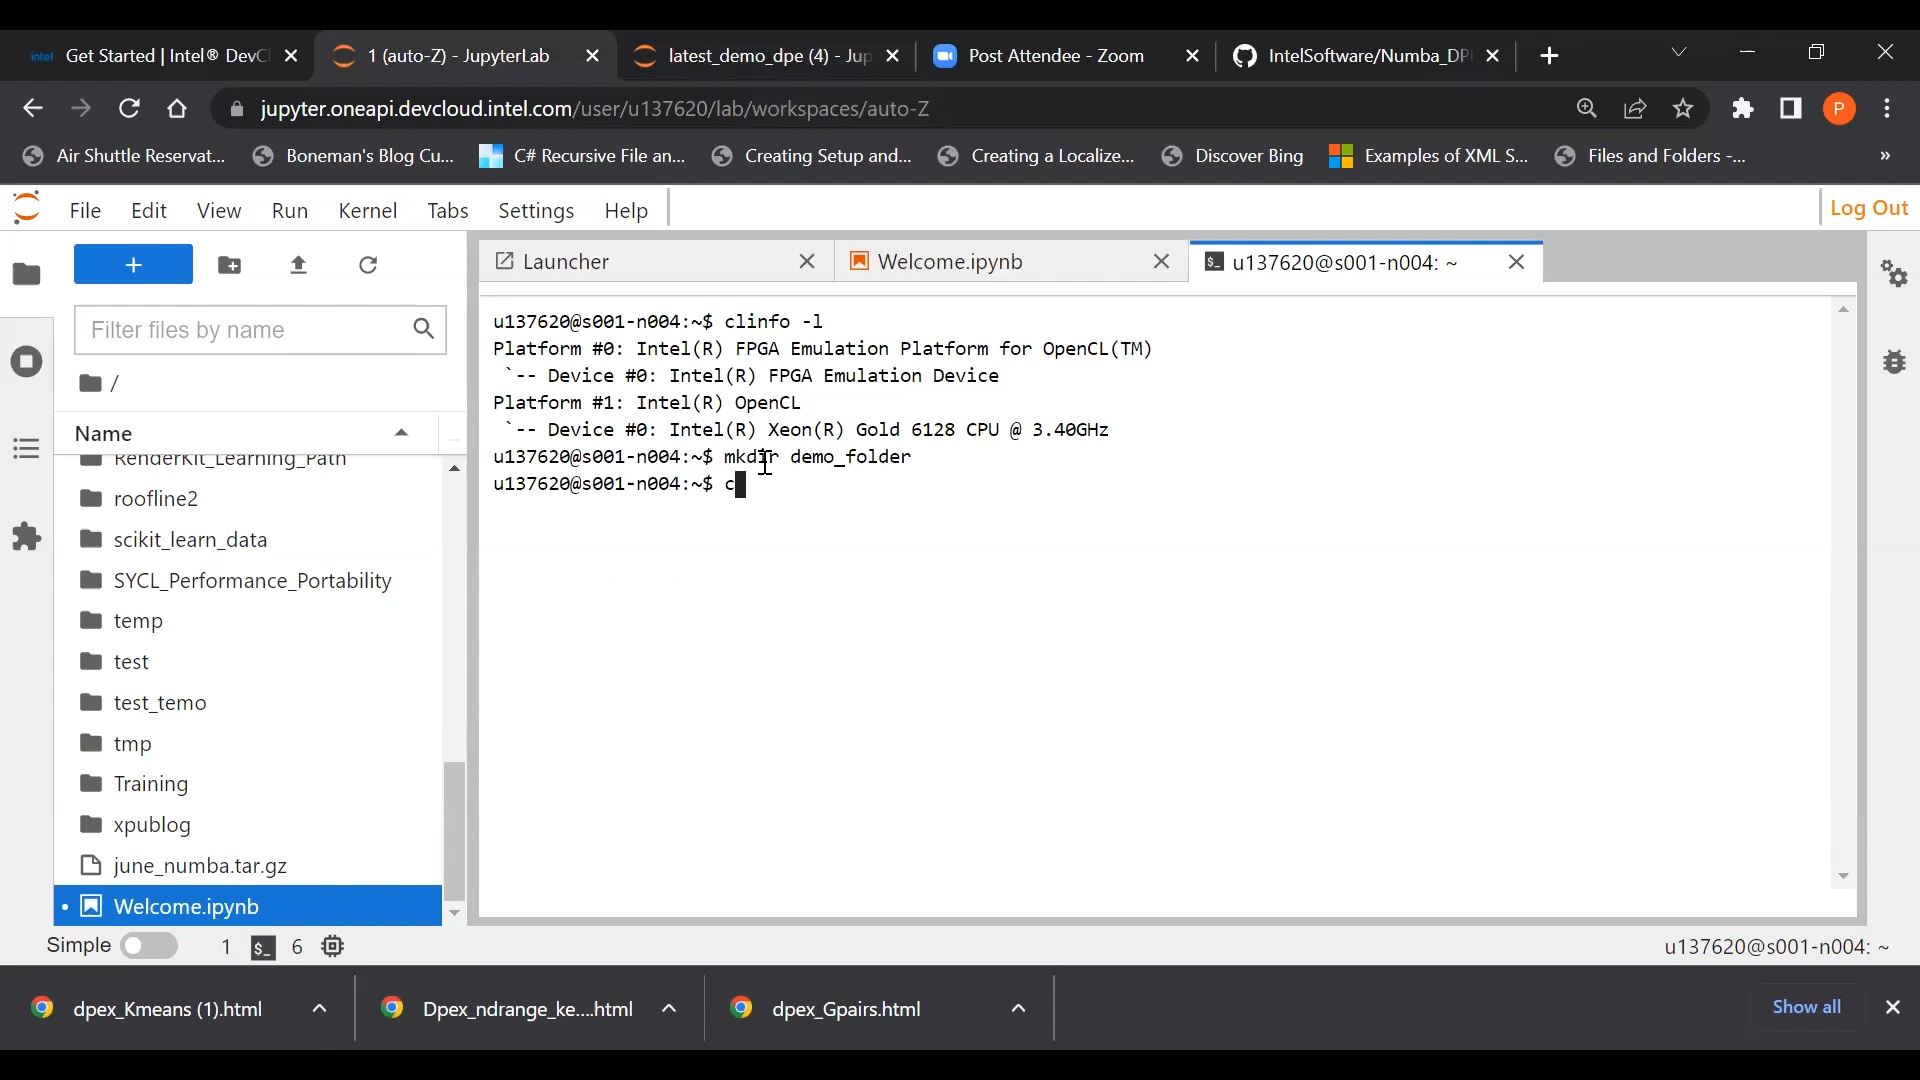 intel Get Started | Intel® DevCl
1 (auto-Z) - JupyterLab
latest_demo_dpe (4) - Jup
Post Attendee - Zoom
IntelSoftware/Numba_DP
jupyter.oneapi.devcloud.intel.com/user/u137620/lab/workspaces/auto-Z
P
Air Shuttle Reservat...
Boneman's Blog Cu...
C# Recursive File an...
Creating Setup and...
Creating a Localize...
Discover Bing
Examples of XML S...
Files and Folders -...
»
File Edit View Run Kernel Tabs Settings Help
Log Out
Launcher
Welcome.ipynb
u137620@s001-n004: ~
Filter files by name
/
Name
RenderKit_Learning_Path
roofline2
scikit_learn_data
SYCL_Performance_Portability
temp
test
test_temo
tmp
Training
xpublog
june_numba.tar.gz
Welcome.ipynb
u137620@s001-n004:~$ clinfo -l
Platform #0: Intel(R) FPGA Emulation Platform for OpenCL(TM)
`-- Device #0: Intel(R) FPGA Emulation Device
Platform #1: Intel(R) OpenCL
`-- Device #0: Intel(R) Xeon(R) Gold 6128 CPU @ 3.40GHz
u137620@s001-n004:~$ mkdir demo_folder
u137620@s001-n004:~$ c
Simple
1 $_ 6
u137620@s001-n004: ~
dpex_Kmeans (1).html
Dpex_ndrange_ke....html
dpex_Gpairs.html
Show all